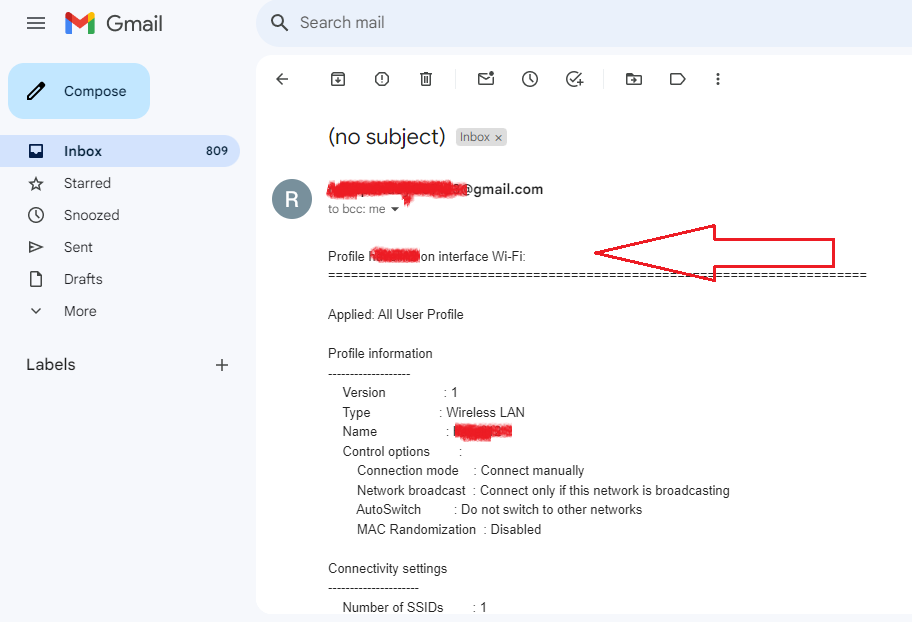 Gmail
Search mail
Compose
Inbox 809
Starred
Snoozed
Sent
Drafts
More
Labels +
(no subject) Inbox ×
R
@gmail.com
to bcc: me
Profile on interface Wi-Fi:
=======================================================================
Applied: All User Profile
Profile information
-------------------
Version : 1
Type : Wireless LAN
Name :
Control options :
Connection mode : Connect manually
Network broadcast : Connect only if this network is broadcasting
AutoSwitch : Do not switch to other networks
MAC Randomization : Disabled
Connectivity settings
---------------------
Number of SSIDs : 1